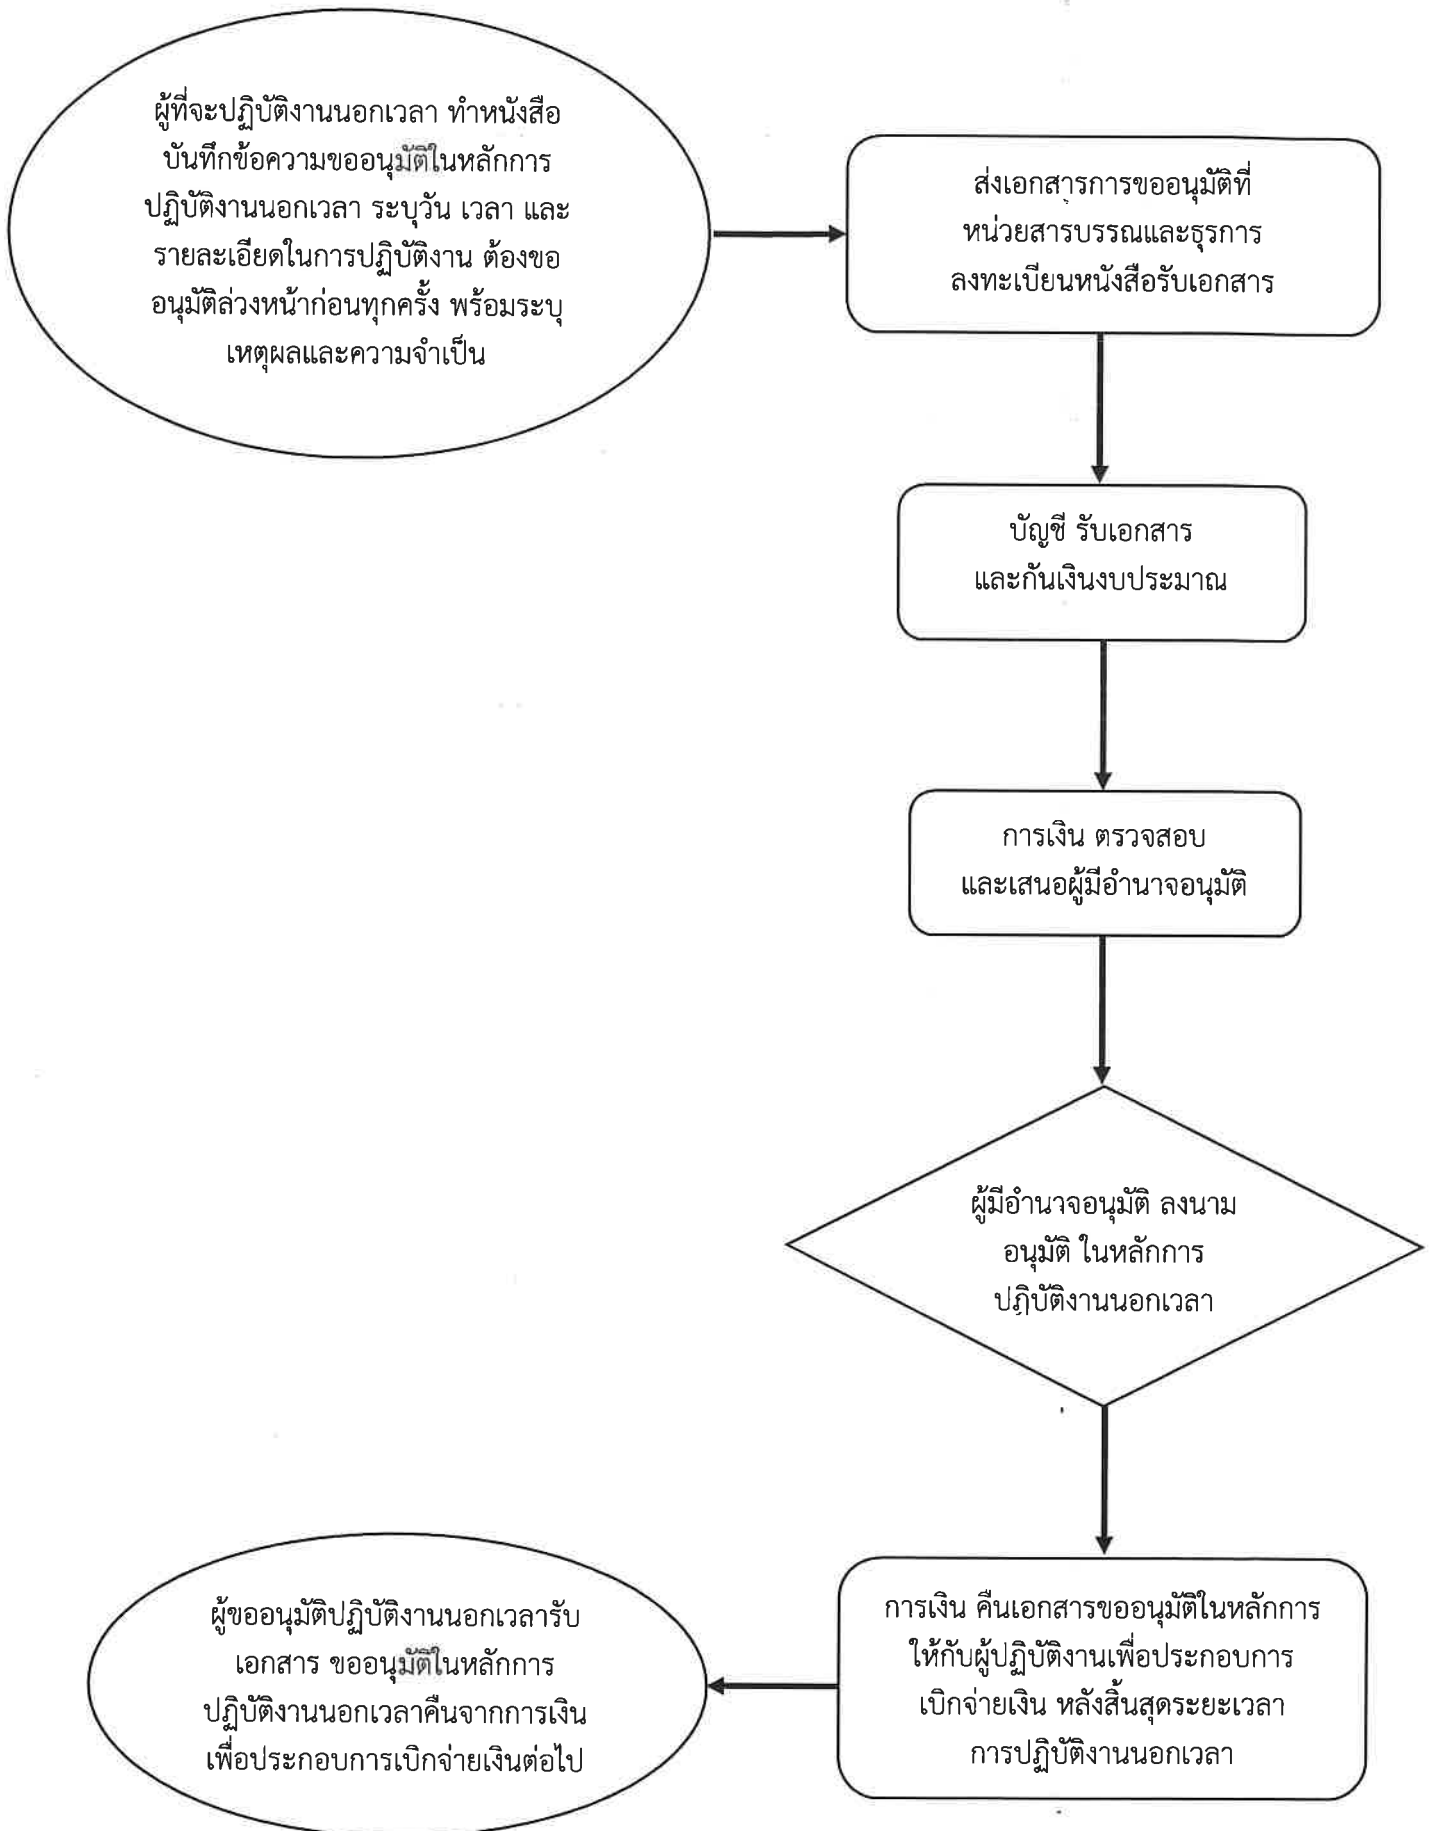 ผู้ที่จะปฏิบัติงานนอกเวลา ทำหนังสือ
บันทึกข้อความขออนุมัติในหลักการ
ปฏิบัติงานนอกเวลา ระบุวัน เวลา และ
รายละเอียดในการปฏิบัติงาน ต้องขอ
อนุมัติล่วงหน้าก่อนทุกครั้ง พร้อมระบุ
เหตุผลและความจำเป็น
ส่งเอกสารการขออนุมัติที่
หน่วยสารบรรณและธุรการ
ลงทะเบียนหนังสือรับเอกสาร
บัญชี รับเอกสาร
และกันเงินงบประมาณ
การเงิน ตรวจสอบ
และเสนอผู้มีอำนาจอนุมัติ
ผู้มีอำนาจอนุมัติ ลงนาม
อนุมัติ ในหลักการ
ปฏิบัติงานนอกเวลา
การเงิน คืนเอกสารขออนุมัติในหลักการ
ให้กับผู้ปฏิบัติงานเพื่อประกอบการ
เบิกจ่ายเงิน หลังสิ้นสุดระยะเวลา
การปฏิบัติงานนอกเวลา
ผู้ขออนุมัติปฏิบัติงานนอกเวลารับ
เอกสาร ขออนุมัติในหลักการ
ปฏิบัติงานนอกเวลาคืนจากการเงิน
เพื่อประกอบการเบิกจ่ายเงินต่อไป